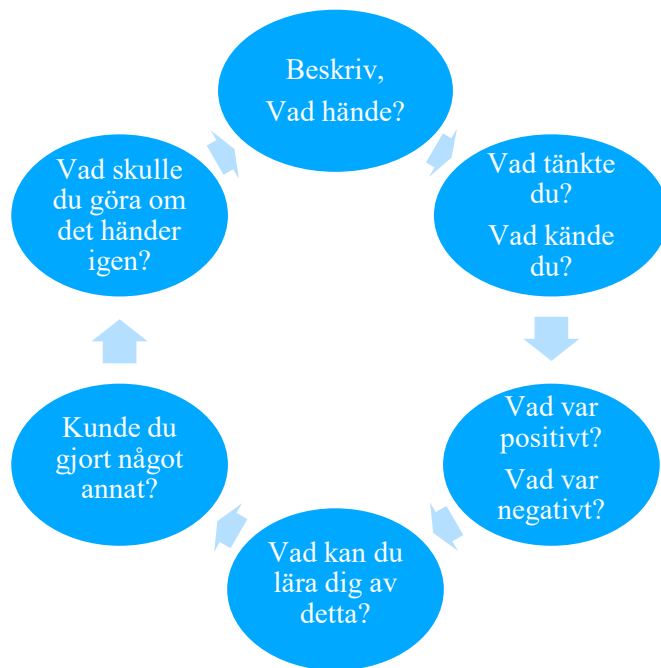 Beskriv,
Vad hände?
Vad tänkte
du?
Vad kände
du?
Vad var
positivt?
Vad var
negativt?
Vad kan du
lära dig av
detta?
Kunde du
gjort något
annat?
Vad skulle
du göra om
det händer
igen?